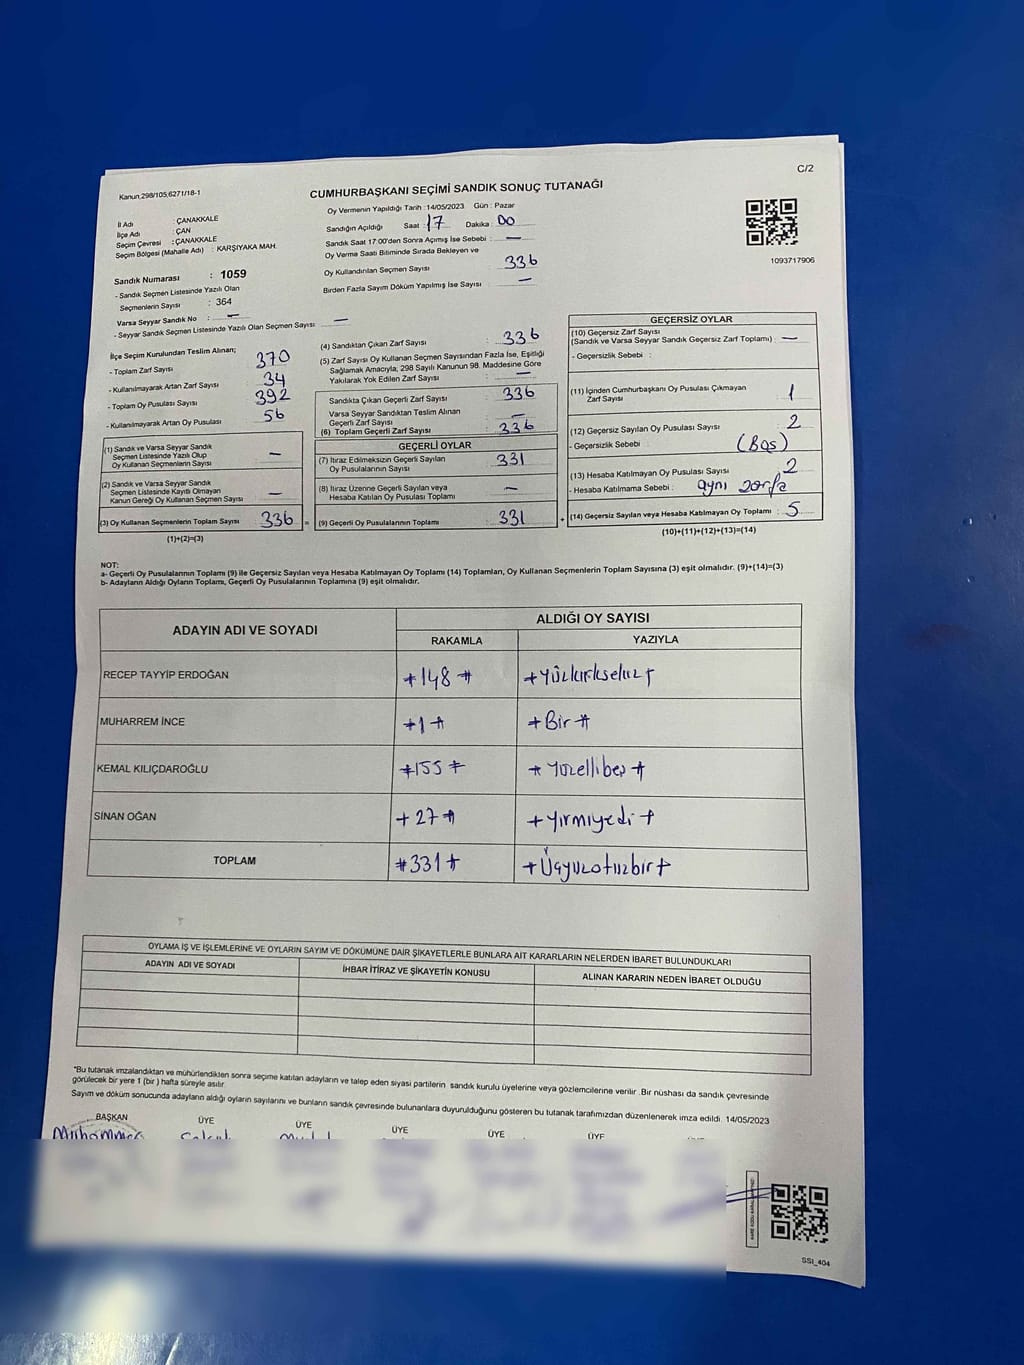 C/2
Kanun,298/105,6271/18-1
CUMHURBAŞKANI SEÇİMİ SANDIK SONUÇ TUTANAĞI
Oy Vermenin Yapıldığı Tarih :14/05/2023 Gün : Pazar
İl Adı : ÇANAKKALE
İlçe Adı : ÇAN
Seçim Çevresi : ÇANAKKALE
Seçim Bölgesi (Mahalle Adı) : KARŞIYAKA MAH.
Sandık Numarası : 1059
- Sandık Seçmen Listesinde Yazılı Olan
Seçmenlerin Sayısı : 364
Varsa Seyyar Sandık No : —
- Seyyar Sandık Seçmen Listesinde Yazılı Olan Seçmen Sayısı: —
Sandığın Açıldığı Saat : 17 Dakika : 00
Sandık Saat 17:00'den Sonra Açılmış İse Sebebi : —
Oy Verme Saati Bitiminde Sırada Bekleyen ve
Oy Kullandırılan Seçmen Sayısı : 336
Birden Fazla Sayım Döküm Yapılmış İse Sayısı : —
1093717906
İlçe Seçim Kurulundan Teslim Alınan;
- Toplam Zarf Sayısı : 370
- Kullanılmayarak Artan Zarf Sayısı : 34
- Toplam Oy Pusulası Sayısı : 392
- Kullanılmayarak Artan Oy Pusulası : 56
(1) Sandık ve Varsa Seyyar Sandık
Seçmen Listesinde Yazılı Olup
Oy Kullanan Seçmenlerin Sayısı : —
(2) Sandık ve Varsa Seyyar Sandık
Seçmen Listesinde Kayıtlı Olmayan
Kanun Gereği Oy Kullanan Seçmen Sayısı : —
(3) Oy Kullanan Seçmenlerin Toplam Sayısı : 336
(1)+(2)=(3)
=
(4) Sandıktan Çıkan Zarf Sayısı : 336
(5) Zarf Sayısı Oy Kullanan Seçmen Sayısından Fazla İse, Eşitliği
Sağlamak Amacıyla, 298 Sayılı Kanunun 98. Maddesine Göre
Yakılarak Yok Edilen Zarf Sayısı : —
Sandıkta Çıkan Geçerli Zarf Sayısı : 336
Varsa Seyyar Sandıktan Teslim Alınan
Geçerli Zarf Sayısı : —
(6) Toplam Geçerli Zarf Sayısı : 336
GEÇERLİ OYLAR
(7) İtiraz Edilmeksizin Geçerli Sayılan
Oy Pusulalarının Sayısı : 331
(8) İtiraz Üzerine Geçerli Sayılan veya
Hesaba Katılan Oy Pusulası Toplamı : —
(9) Geçerli Oy Pusulalarının Toplamı : 331
+
GEÇERSİZ OYLAR
(10) Geçersiz Zarf Sayısı
(Sandık ve Varsa Seyyar Sandık Geçersiz Zarf Toplamı) : —
- Geçersizlik Sebebi :
(11) İçinden Cumhurbaşkanı Oy Pusulası Çıkmayan
Zarf Sayısı : 1
(12) Geçersiz Sayılan Oy Pusulası Sayısı : 2
- Geçersizlik Sebebi : (Boş)
(13) Hesaba Katılmayan Oy Pusulası Sayısı : 2
- Hesaba Katılmama Sebebi : aynı zarfa
(14) Geçersiz Sayılan veya Hesaba Katılmayan Oy Toplamı : 5
(10)+(11)+(12)+(13)=(14)
NOT:
a- Geçerli Oy Pusulalarının Toplamı (9) ile Geçersiz Sayılan veya Hesaba Katılmayan Oy Toplamı (14) Toplamları, Oy Kullanan Seçmenlerin Toplam Sayısına (3) eşit olmalıdır. (9)+(14)=(3)
b- Adayların Aldığı Oyların Toplamı, Geçerli Oy Pusulalarının Toplamına (9) eşit olmalıdır.
ADAYIN ADI VE SOYADI
ALDIĞI OY SAYISI
RAKAMLA YAZIYLA
RECEP TAYYİP ERDOĞAN #148# #Yüzkırksekiz#
MUHARREM İNCE #1# #Bir#
KEMAL KILIÇDAROĞLU #155# #Yüzellibeş#
SİNAN OĞAN #27# #Yirmiyedi#
TOPLAM #331# #Üçyüzotuzbir#
OYLAMA İŞ VE İŞLEMLERİNE VE OYLARIN SAYIM VE DÖKÜMÜNE DAİR ŞİKAYETLERLE BUNLARA AİT KARARLARIN NELERDEN İBARET BULUNDUKLARI
ADAYIN ADI VE SOYADI İHBAR İTİRAZ VE ŞİKAYETİN KONUSU ALINAN KARARIN NEDEN İBARET OLDUĞU
"Bu tutanak imzalandıktan ve mühürlendikten sonra seçime katılan adayların ve talep eden siyasi partilerin sandık kurulu üyelerine veya gözlemcilerine verilir. Bir nüshası da sandık çevresinde
görülecek bir yere 1 (bir ) hafta süreyle asılır.
Sayım ve döküm sonucunda adayların aldığı oyların sayılarını ve bunların sandık çevresinde bulunanlara duyurulduğunu gösteren bu tutanak tarafımızdan düzenlenerek imza edildi. 14/05/2023
BAŞKAN ÜYE ÜYE ÜYE ÜYE ÜYE
SSI_404